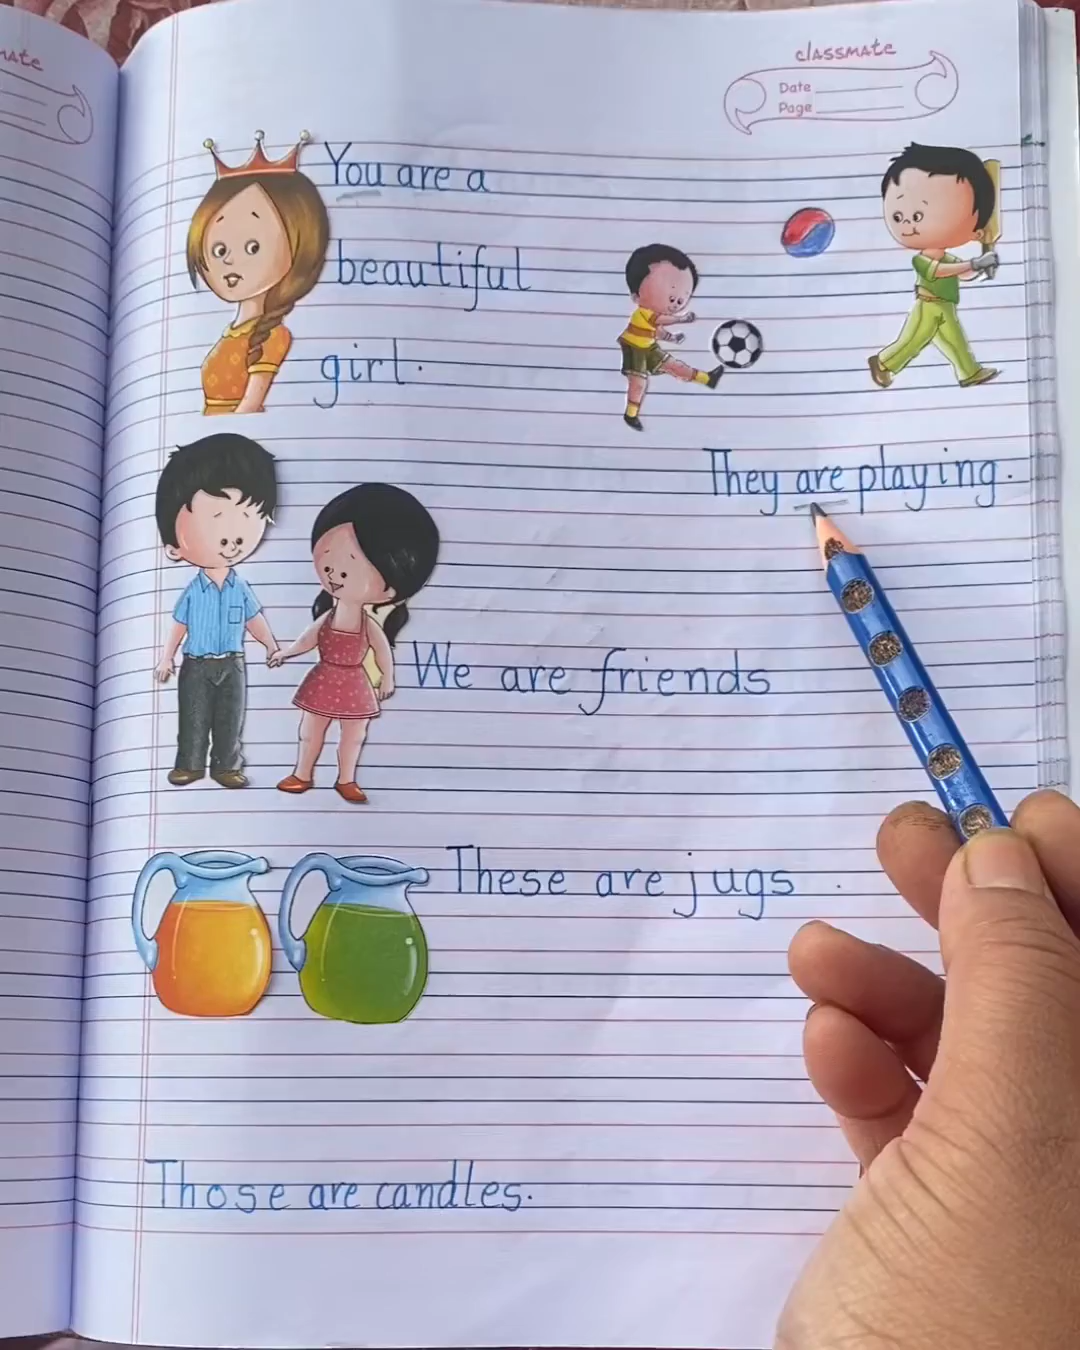 mate
classmate
Date
Page
You are a
beautiful
girl.
They are playing.
We are friends
These are jugs .
Those are candles.